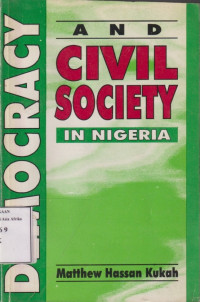 DEMOCRACY
AND
CIVIL
SOCIETY
IN NIGERIA
Matthew Hassan Kukah